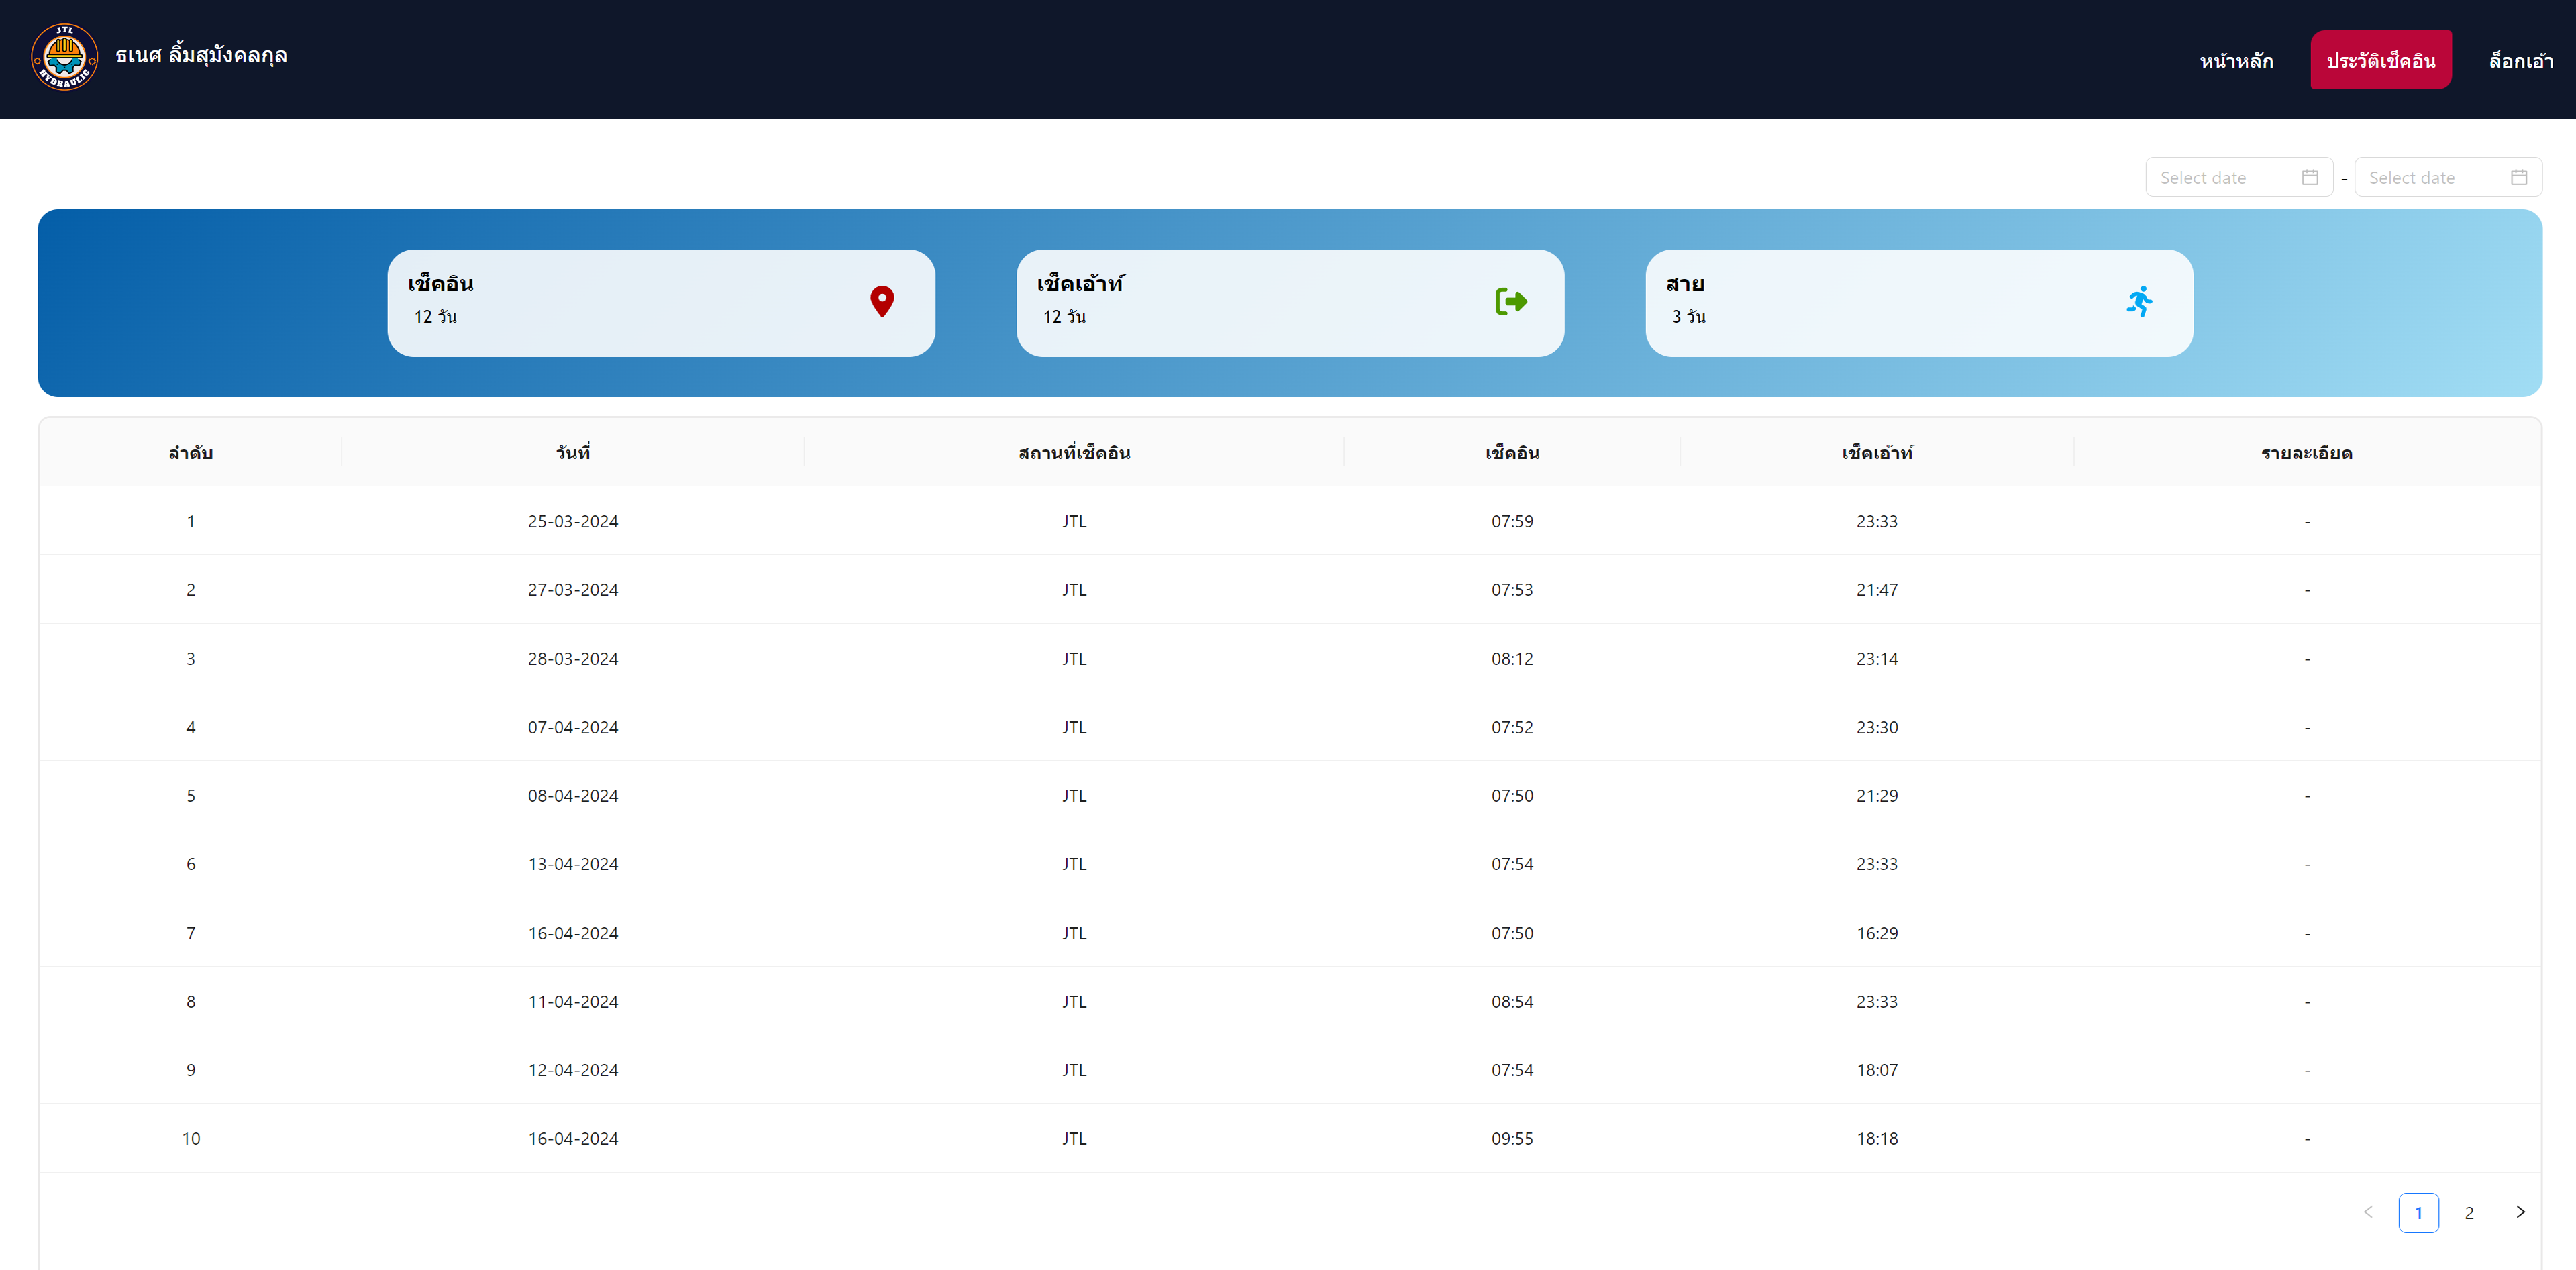 JTL
HYDRAULIC
ธเนศ ลิ้มสุมังคลกุล
หน้าหลัก ประวัติเช็คอิน ล็อกเอ้า
Select date - Select date
เช็คอิน
12 วัน
เช็คเอ้าท์
12 วัน
สาย
3 วัน
ลำดับ วันที่ สถานที่เช็คอิน เช็คอิน เช็คเอ้าท์ รายละเอียด
1 25-03-2024 JTL 07:59 23:33 -
2 27-03-2024 JTL 07:53 21:47 -
3 28-03-2024 JTL 08:12 23:14 -
4 07-04-2024 JTL 07:52 23:30 -
5 08-04-2024 JTL 07:50 21:29 -
6 13-04-2024 JTL 07:54 23:33 -
7 16-04-2024 JTL 07:50 16:29 -
8 11-04-2024 JTL 08:54 23:33 -
9 12-04-2024 JTL 07:54 18:07 -
10 16-04-2024 JTL 09:55 18:18 -
< 1 2 >